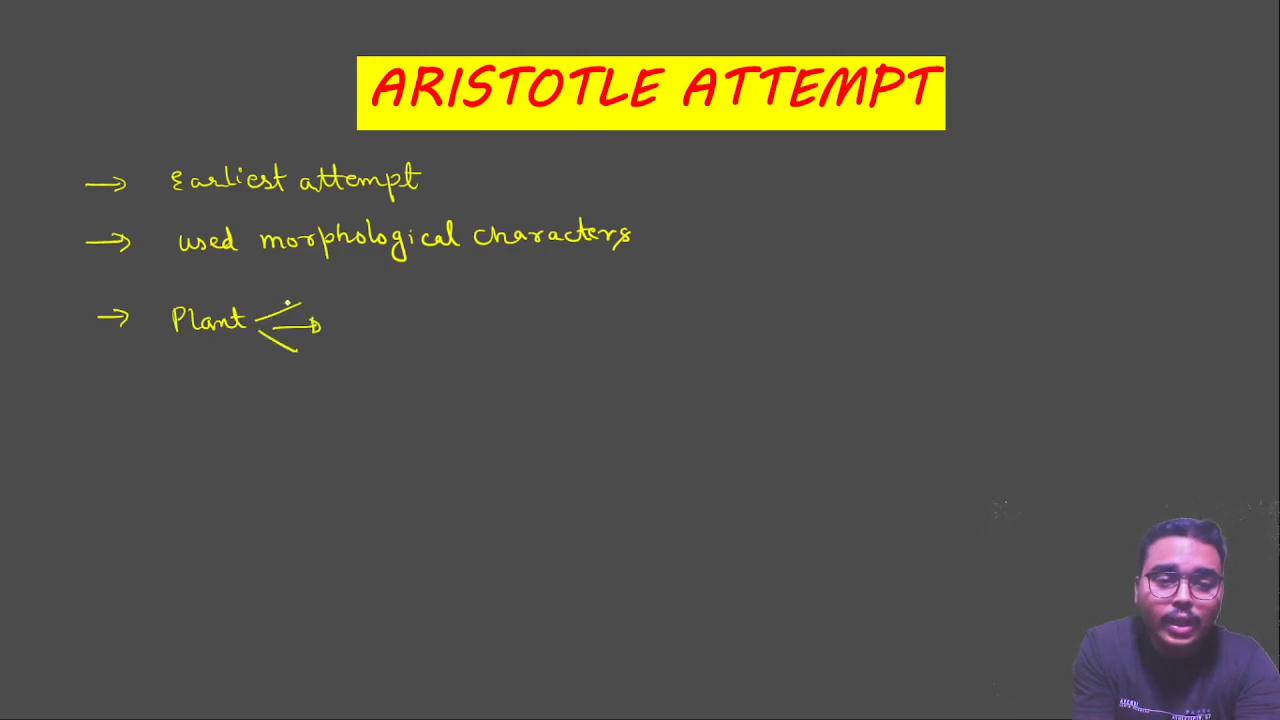 ARISTOTLE ATTEMPT
→ Earliest attempt
→ used morphological characters
→ Plant